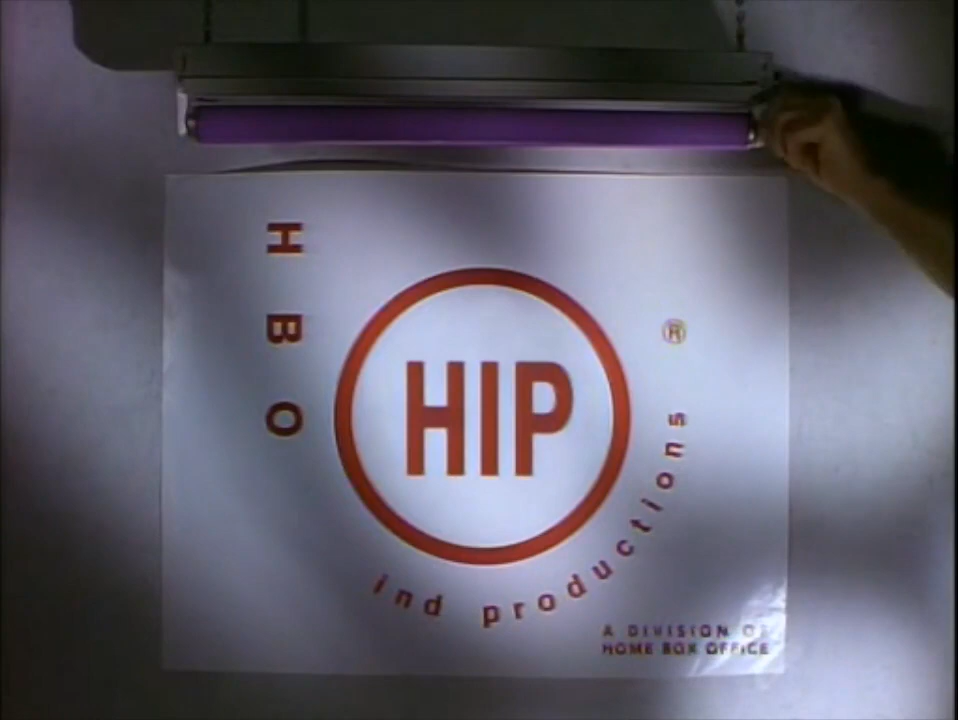 HBO
HIP
ind productions
®
A DIVISION OF
HOME BOX OFFICE